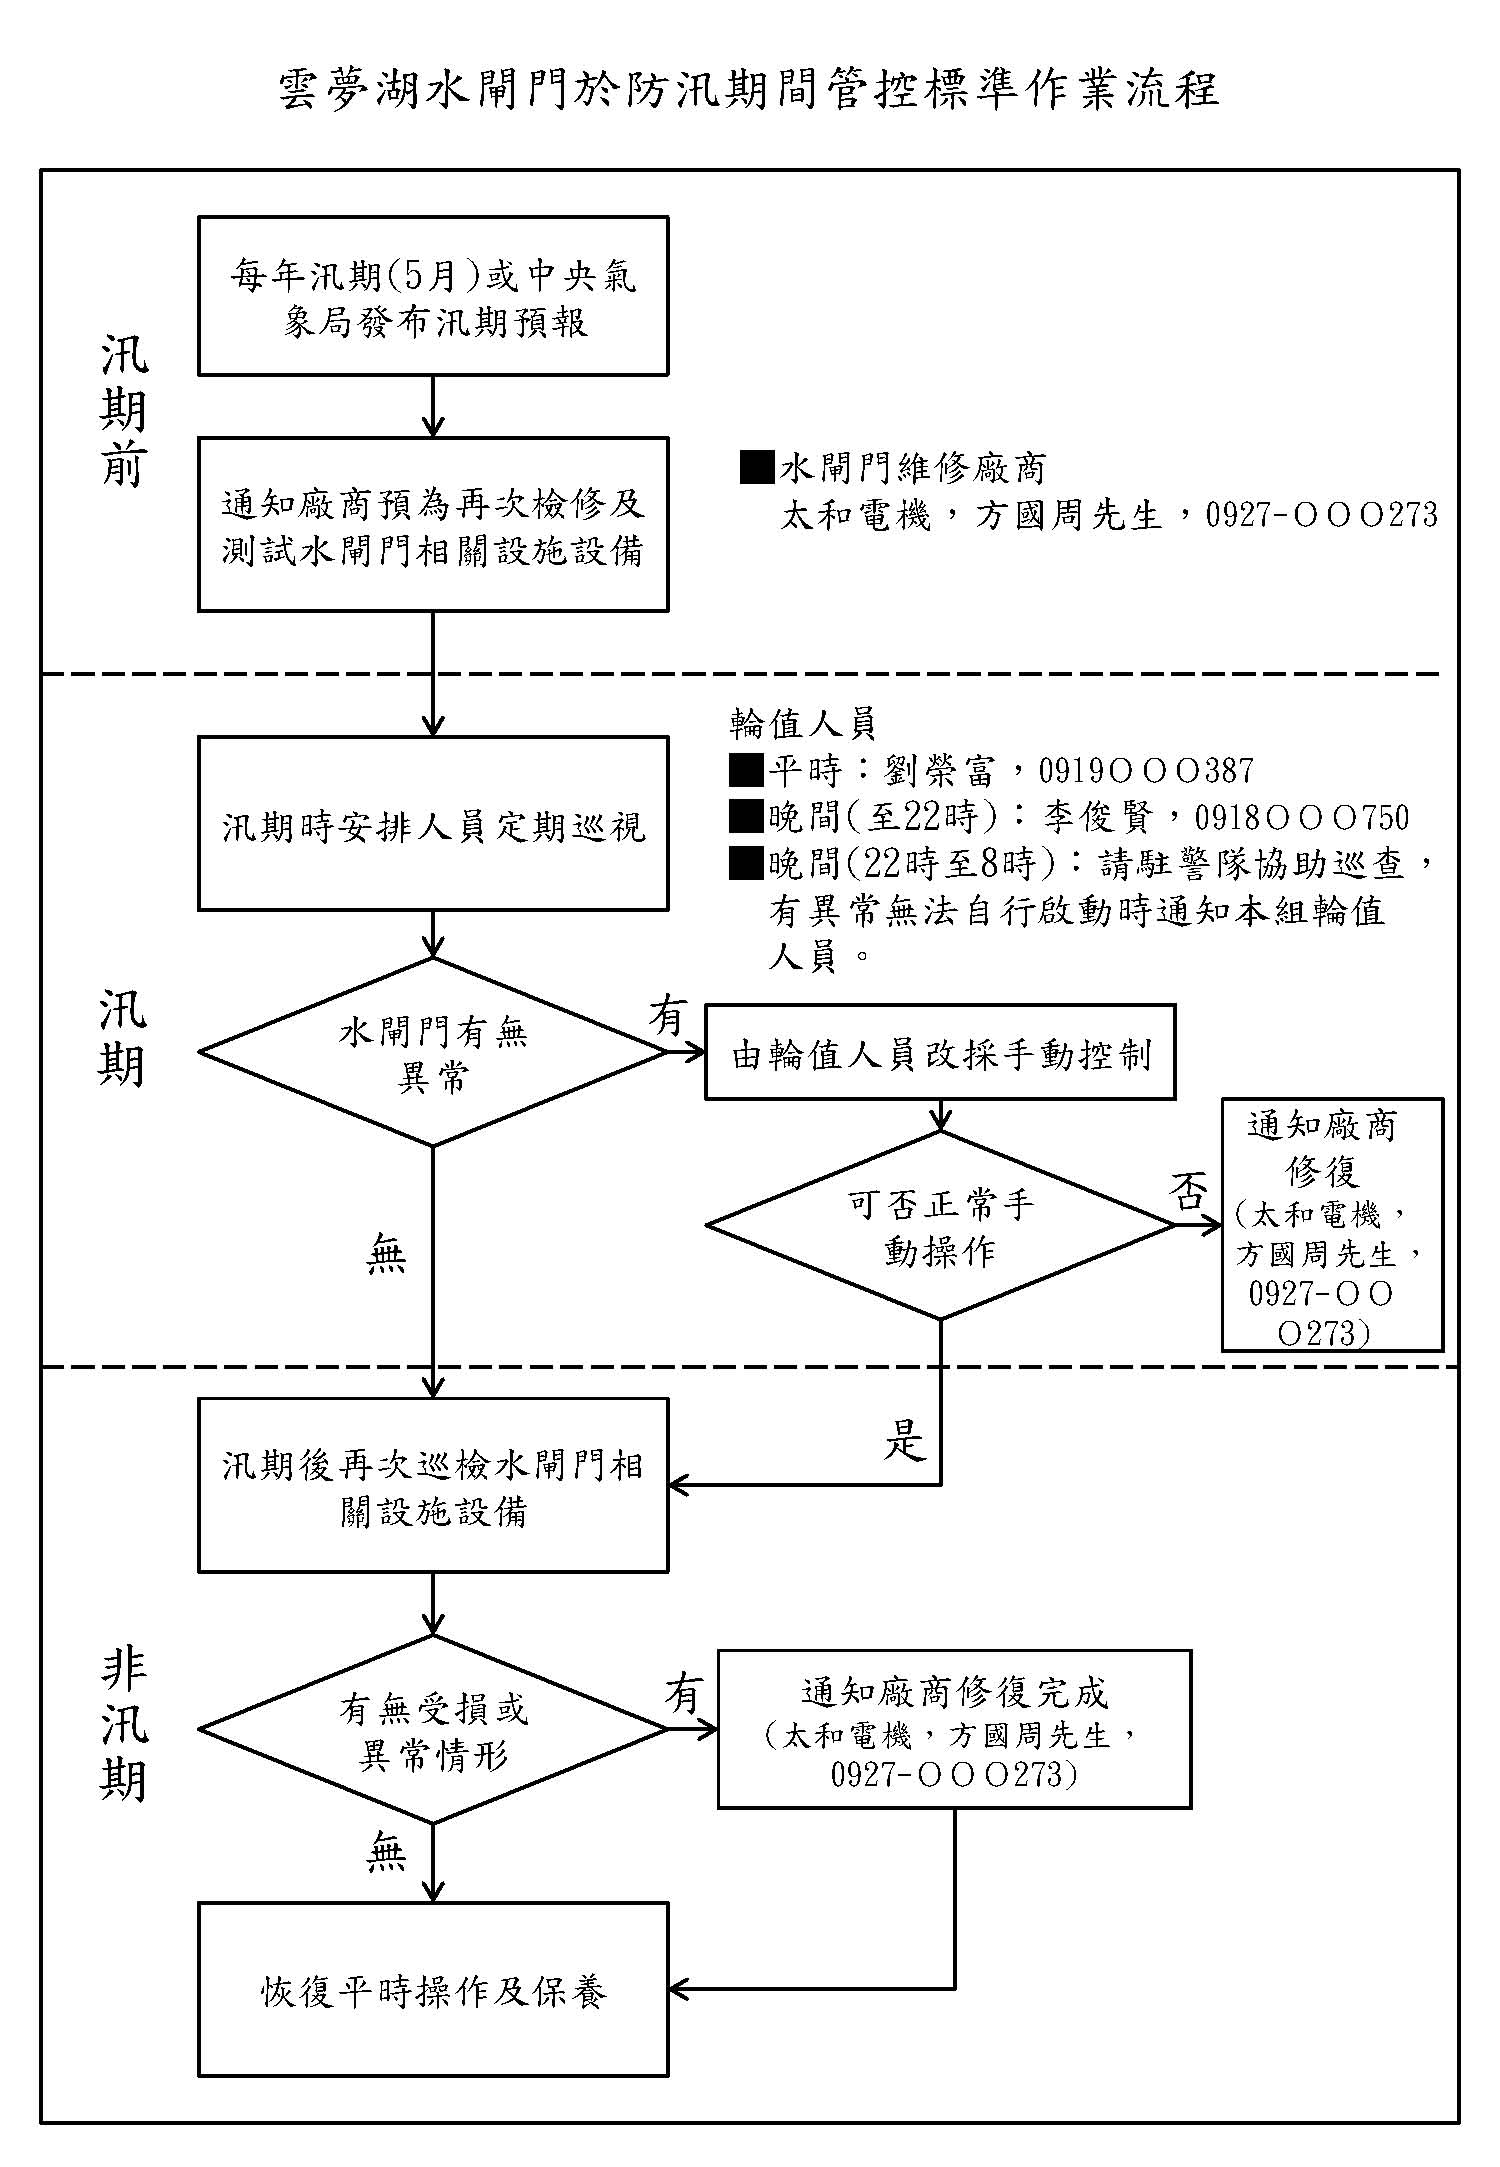 雲夢湖水閘門於防汛期間管控標準作業流程
汛期前
每年汛期(5月)或中央氣
象局發布汛期預報
通知廠商預為再次檢修及
測試水閘門相關設施設備
■水閘門維修廠商
太和電機，方國周先生，0927-ＯＯＯ273
汛期
汛期時安排人員定期巡視
輪值人員
■平時：劉榮富，0919ＯＯＯ387
■晚間(至22時)：李俊賢，0918ＯＯＯ750
■晚間(22時至8時)：請駐警隊協助巡查，
有異常無法自行啟動時通知本組輪值
人員。
水閘門有無
異常
有
由輪值人員改採手動控制
無
可否正常手
動操作
否
通知廠商
修復
(太和電機，
方國周先生，
0927-ＯＯ
Ｏ273)
是
非汛期
汛期後再次巡檢水閘門相
關設施設備
有無受損或
異常情形
有
通知廠商修復完成
(太和電機，方國周先生，
0927-ＯＯＯ273)
無
恢復平時操作及保養